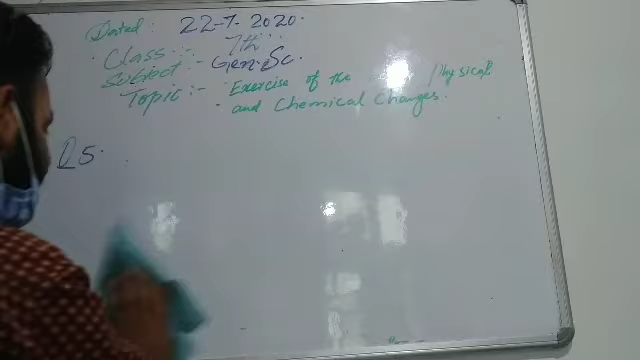 Dated: 22-7-2020.
Class :- 7th
Subject :- Gen. Sc.
Topic :- Exercise of the Physical
and Chemical Changes.
Q5.